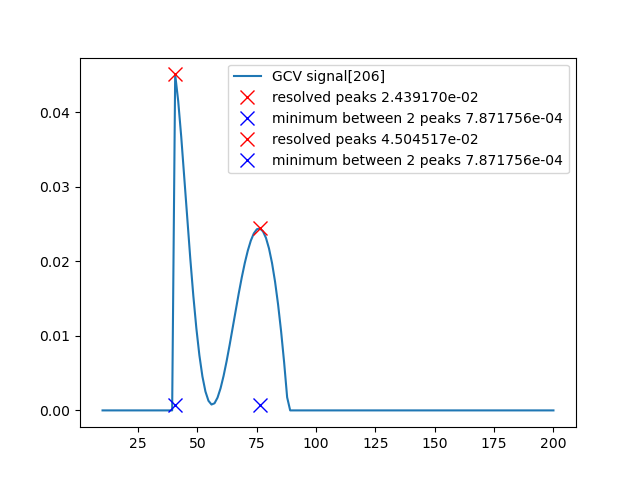 GCV signal[206]
resolved peaks 2.439170e-02
minimum between 2 peaks 7.871756e-04
resolved peaks 4.504517e-02
minimum between 2 peaks 7.871756e-04
0.04
0.03
0.02
0.01
0.00
25 50 75 100 125 150 175 200